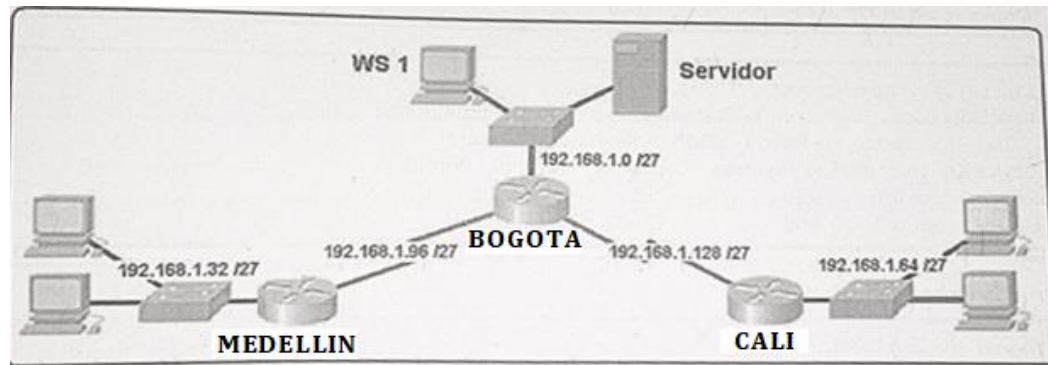 WS 1
Servidor
192.168.1.0 /27
BOGOTA
192.168.1.96 /27
192.168.1.128 /27
192.168.1.32 /27
192.168.1.64 /27
MEDELLIN
CALI